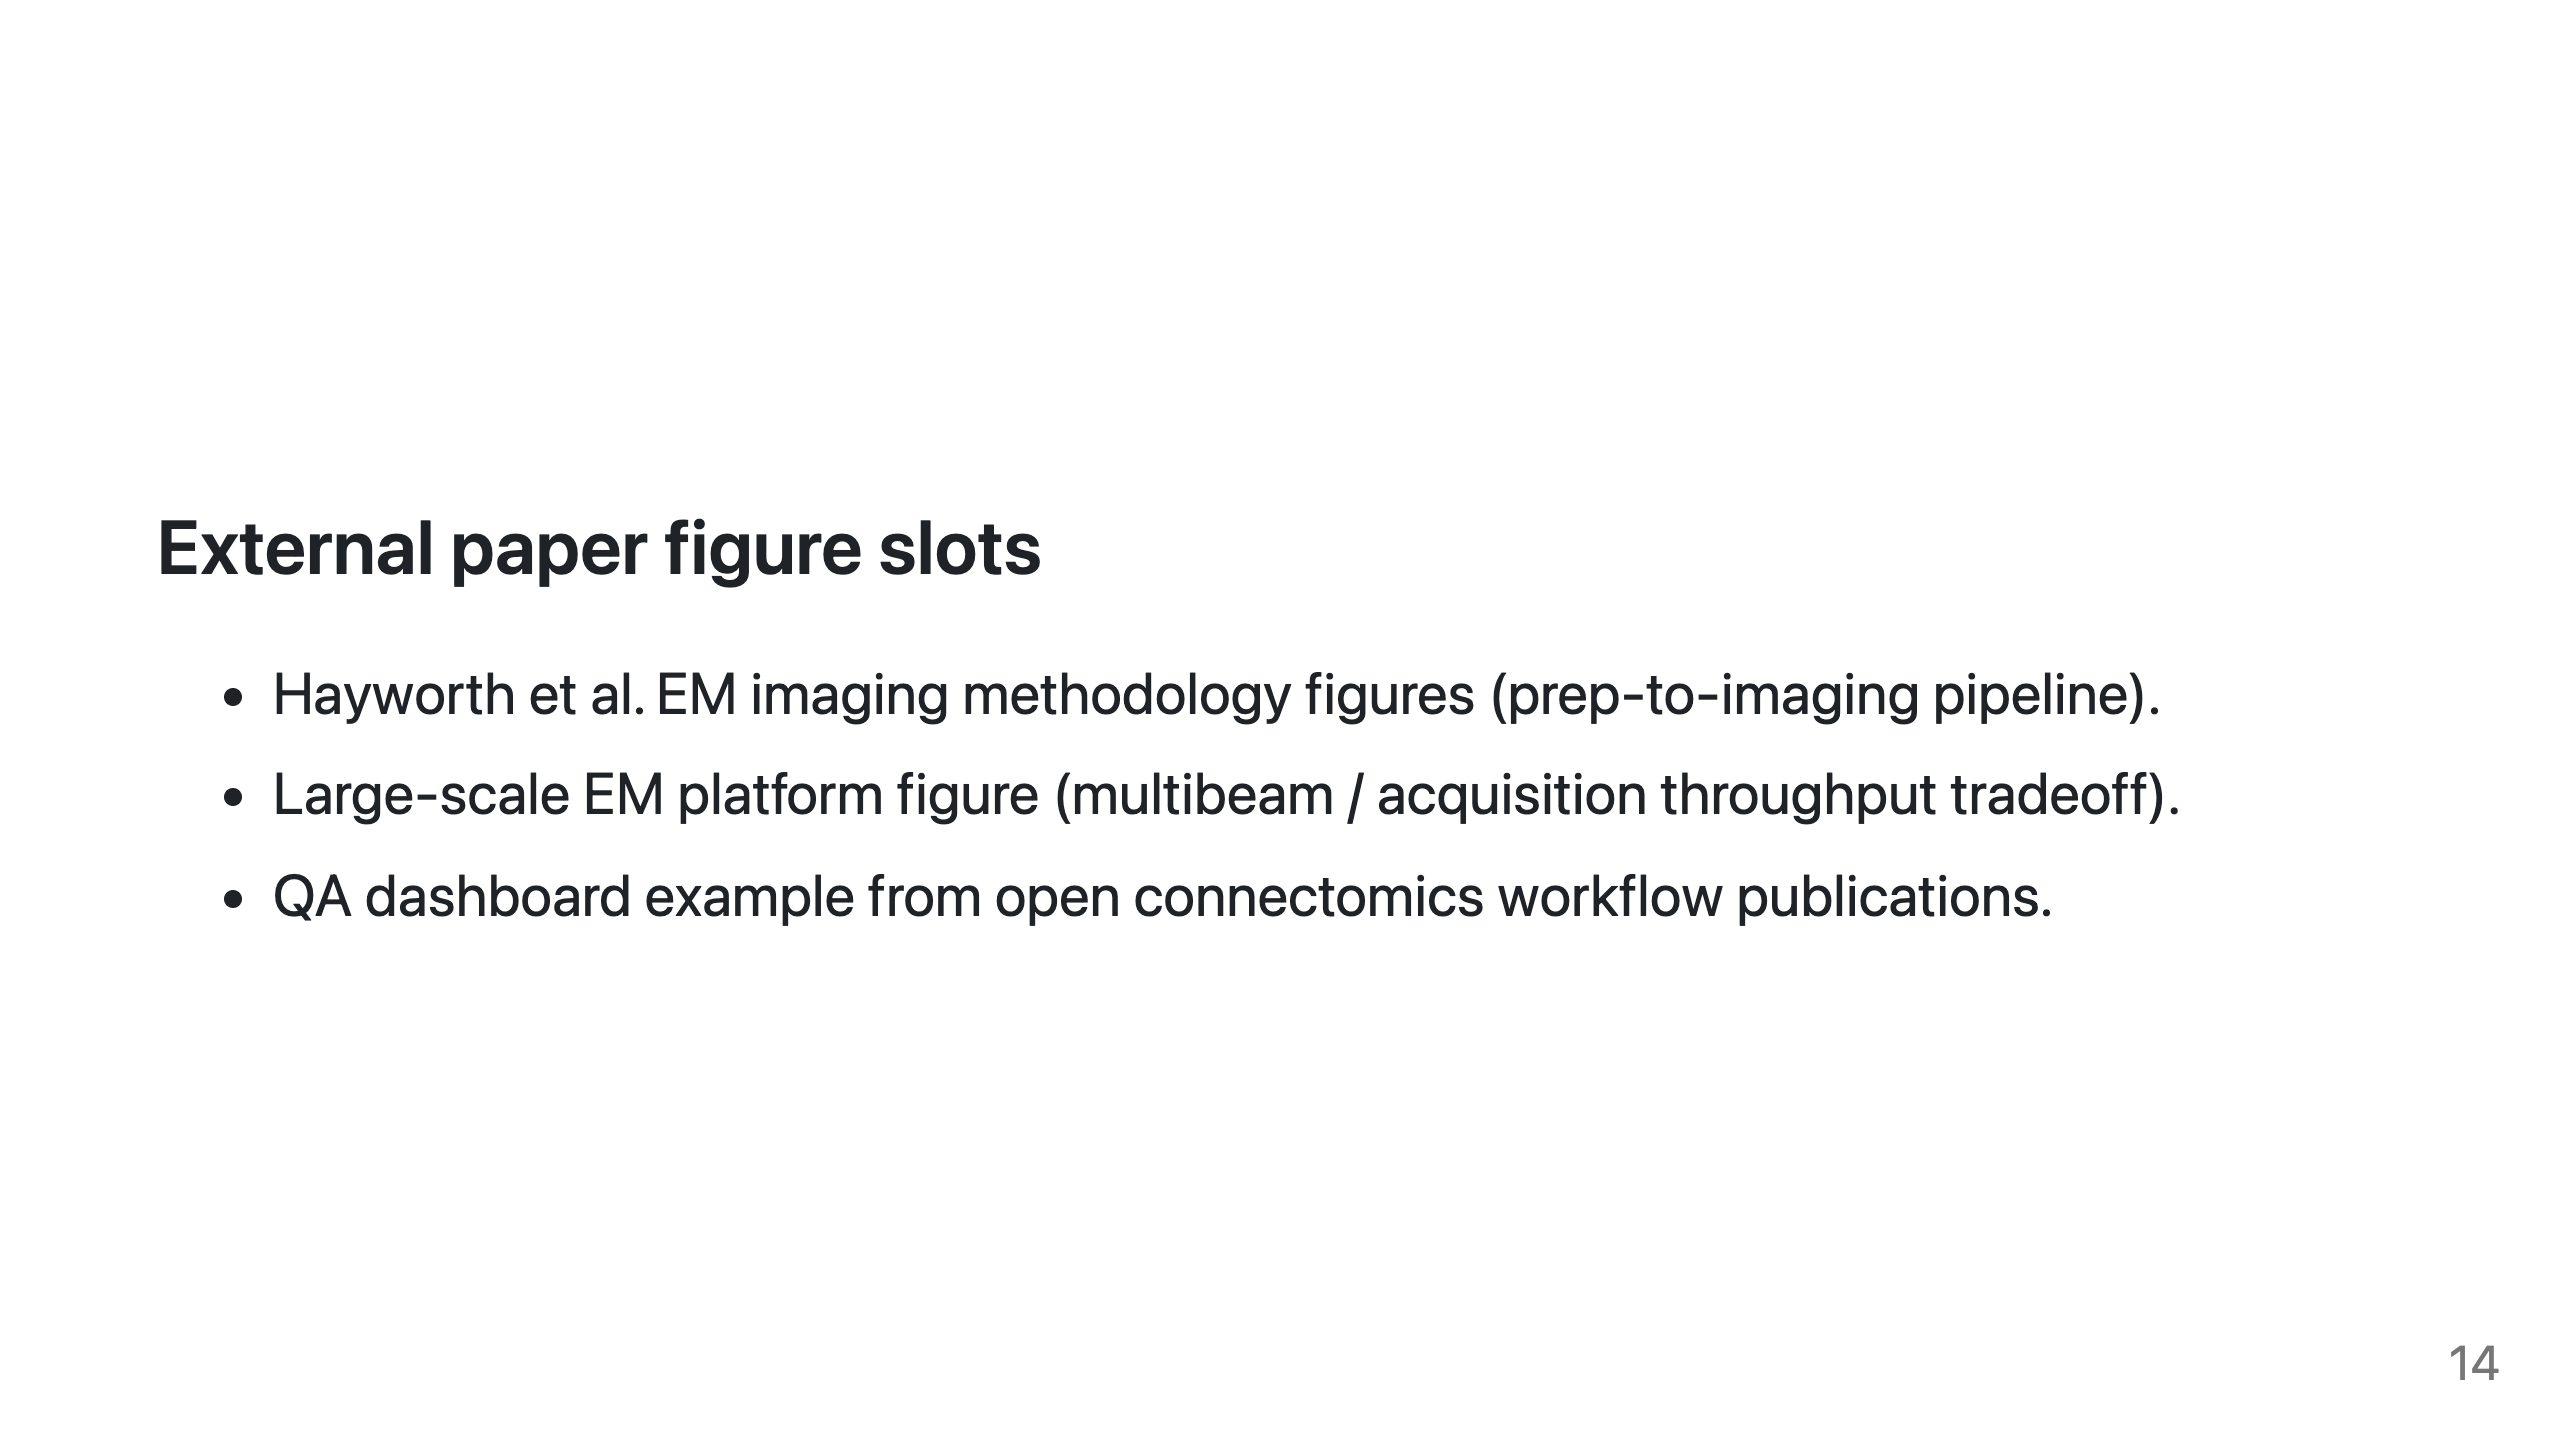 External paper figure slots
• Hayworth et al. EM imaging methodology figures (prep-to-imaging pipeline).
• Large-scale EM platform figure (multibeam / acquisition throughput tradeoff).
• QA dashboard example from open connectomics workflow publications.
14